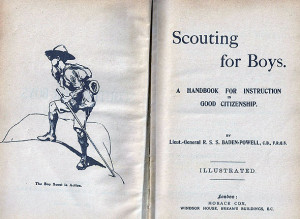 The Boy Scout in Action.
Scouting
for Boys.
A HANDBOOK FOR INSTRUCTION
IN
GOOD CITIZENSHIP.
BY
Lieut.-General R. S. S. BADEN-POWELL, C.B., F.R.G.S.
ILLUSTRATED
London:
HORACE COX,
WINDSOR HOUSE, BREAM'S BUILDINGS, E.C.